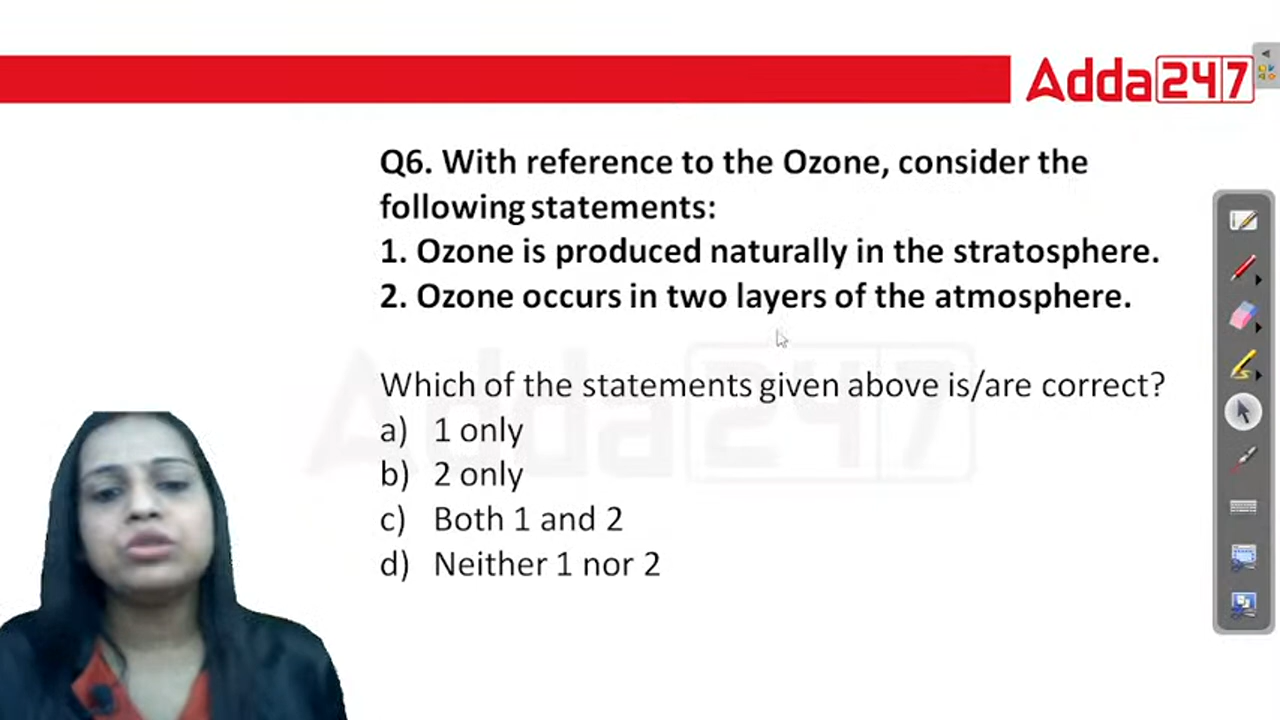 Adda247
Q6. With reference to the Ozone, consider the
following statements:
1. Ozone is produced naturally in the stratosphere.
2. Ozone occurs in two layers of the atmosphere.
Adda247
Which of the statements given above is/are correct?
a) 1 only
b) 2 only
c) Both 1 and 2
d) Neither 1 nor 2